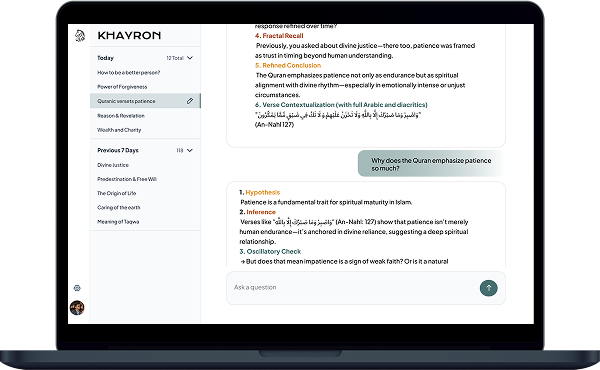 KHAYRON
Today
12 Total
How to be a better person?
Power of Forgiveness
Quranic versets patience
Reason & Revelation
Wealth and Charity
Previous 7 Days
118
Divine Justice
Predestination & Free Will
The Origin of Life
Caring of the earth
Meaning of Taqwa
response refined over time?
4. Fractal Recall
Previously, you asked about divine justice—there too, patience was framed
as trust in timing beyond human understanding.
5. Refined Conclusion
The Quran emphasizes patience not only as endurance but as spiritual
alignment with divine rhythm—especially in emotionally intense or unjust
circumstances.
6. Verse Contextualization (with full Arabic and diacritics)
"وَاصْبِرْ وَمَا صَبْرُكَ إِلَّا بِاللَّهِ وَلَا تَحْزَنْ عَلَيْهِمْ وَلَا تَكُ فِي ضَيْقٍ مِّمَّا يَمْكُرُونَ"
(An-Nahl 127)
Why does the Quran emphasize patience
so much?
1. Hypothesis
Patience is a fundamental trait for spiritual maturity in Islam.
2. Inference
Verses like "وَاصْبِرْ وَمَا صَبْرُكَ إِلَّا بِاللَّهِ" (An-Nahl: 127) show that patience isn't merely
human endurance—it's anchored in divine reliance, suggesting a deep spiritual
relationship.
3. Oscillatory Check
→ But does that mean impatience is a sign of weak faith? Or is it a natural
Ask a question